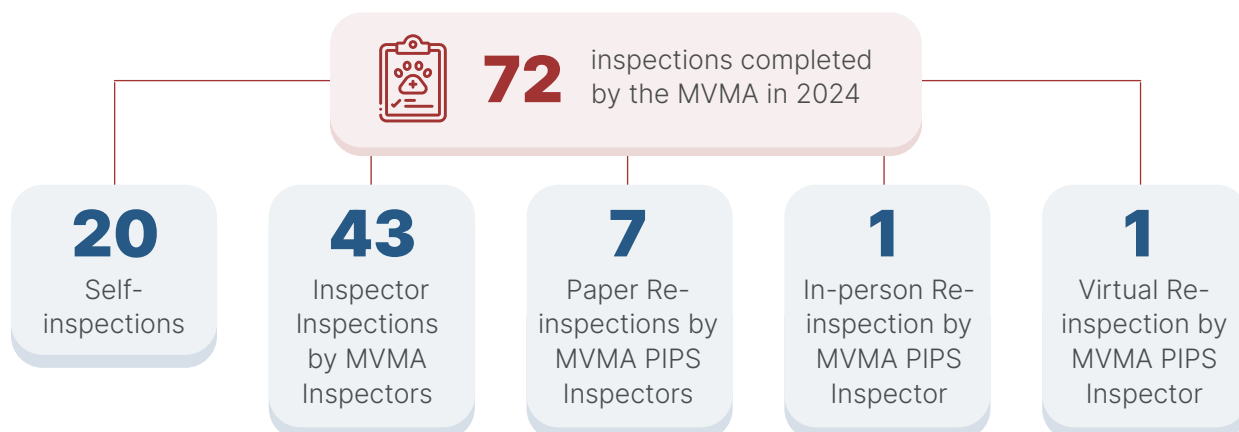 72
inspections completed
by the MVMA in 2024
20
Self-
inspections
43
Inspector
Inspections
by MVMA
Inspectors
7
Paper Re-
inspections by
MVMA PIPS
Inspectors
1
In-person Re-
inspection by
MVMA PIPS
Inspector
1
Virtual Re-
inspection by
MVMA PIPS
Inspector